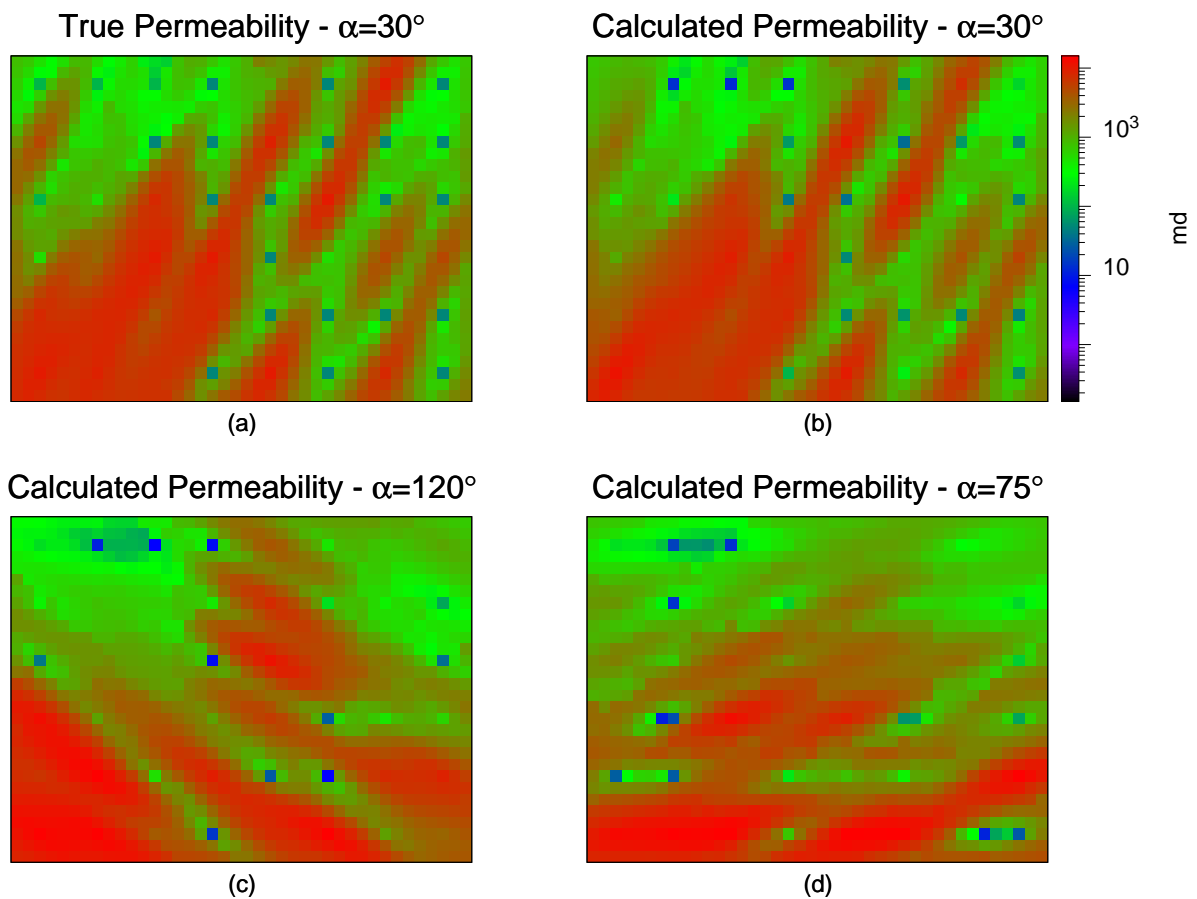 True Permeability - α=30°
Calculated Permeability - α=30°
10³
10
md
(a)
(b)
Calculated Permeability - α=120°
Calculated Permeability - α=75°
(c)
(d)